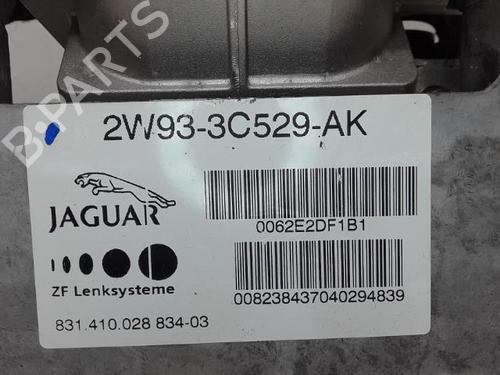 B-PARTS
2W93-3C529-AK
JAGUAR
0062E2DF1B1
ZF Lenksysteme
008238437040294839
831.410.028 834-03